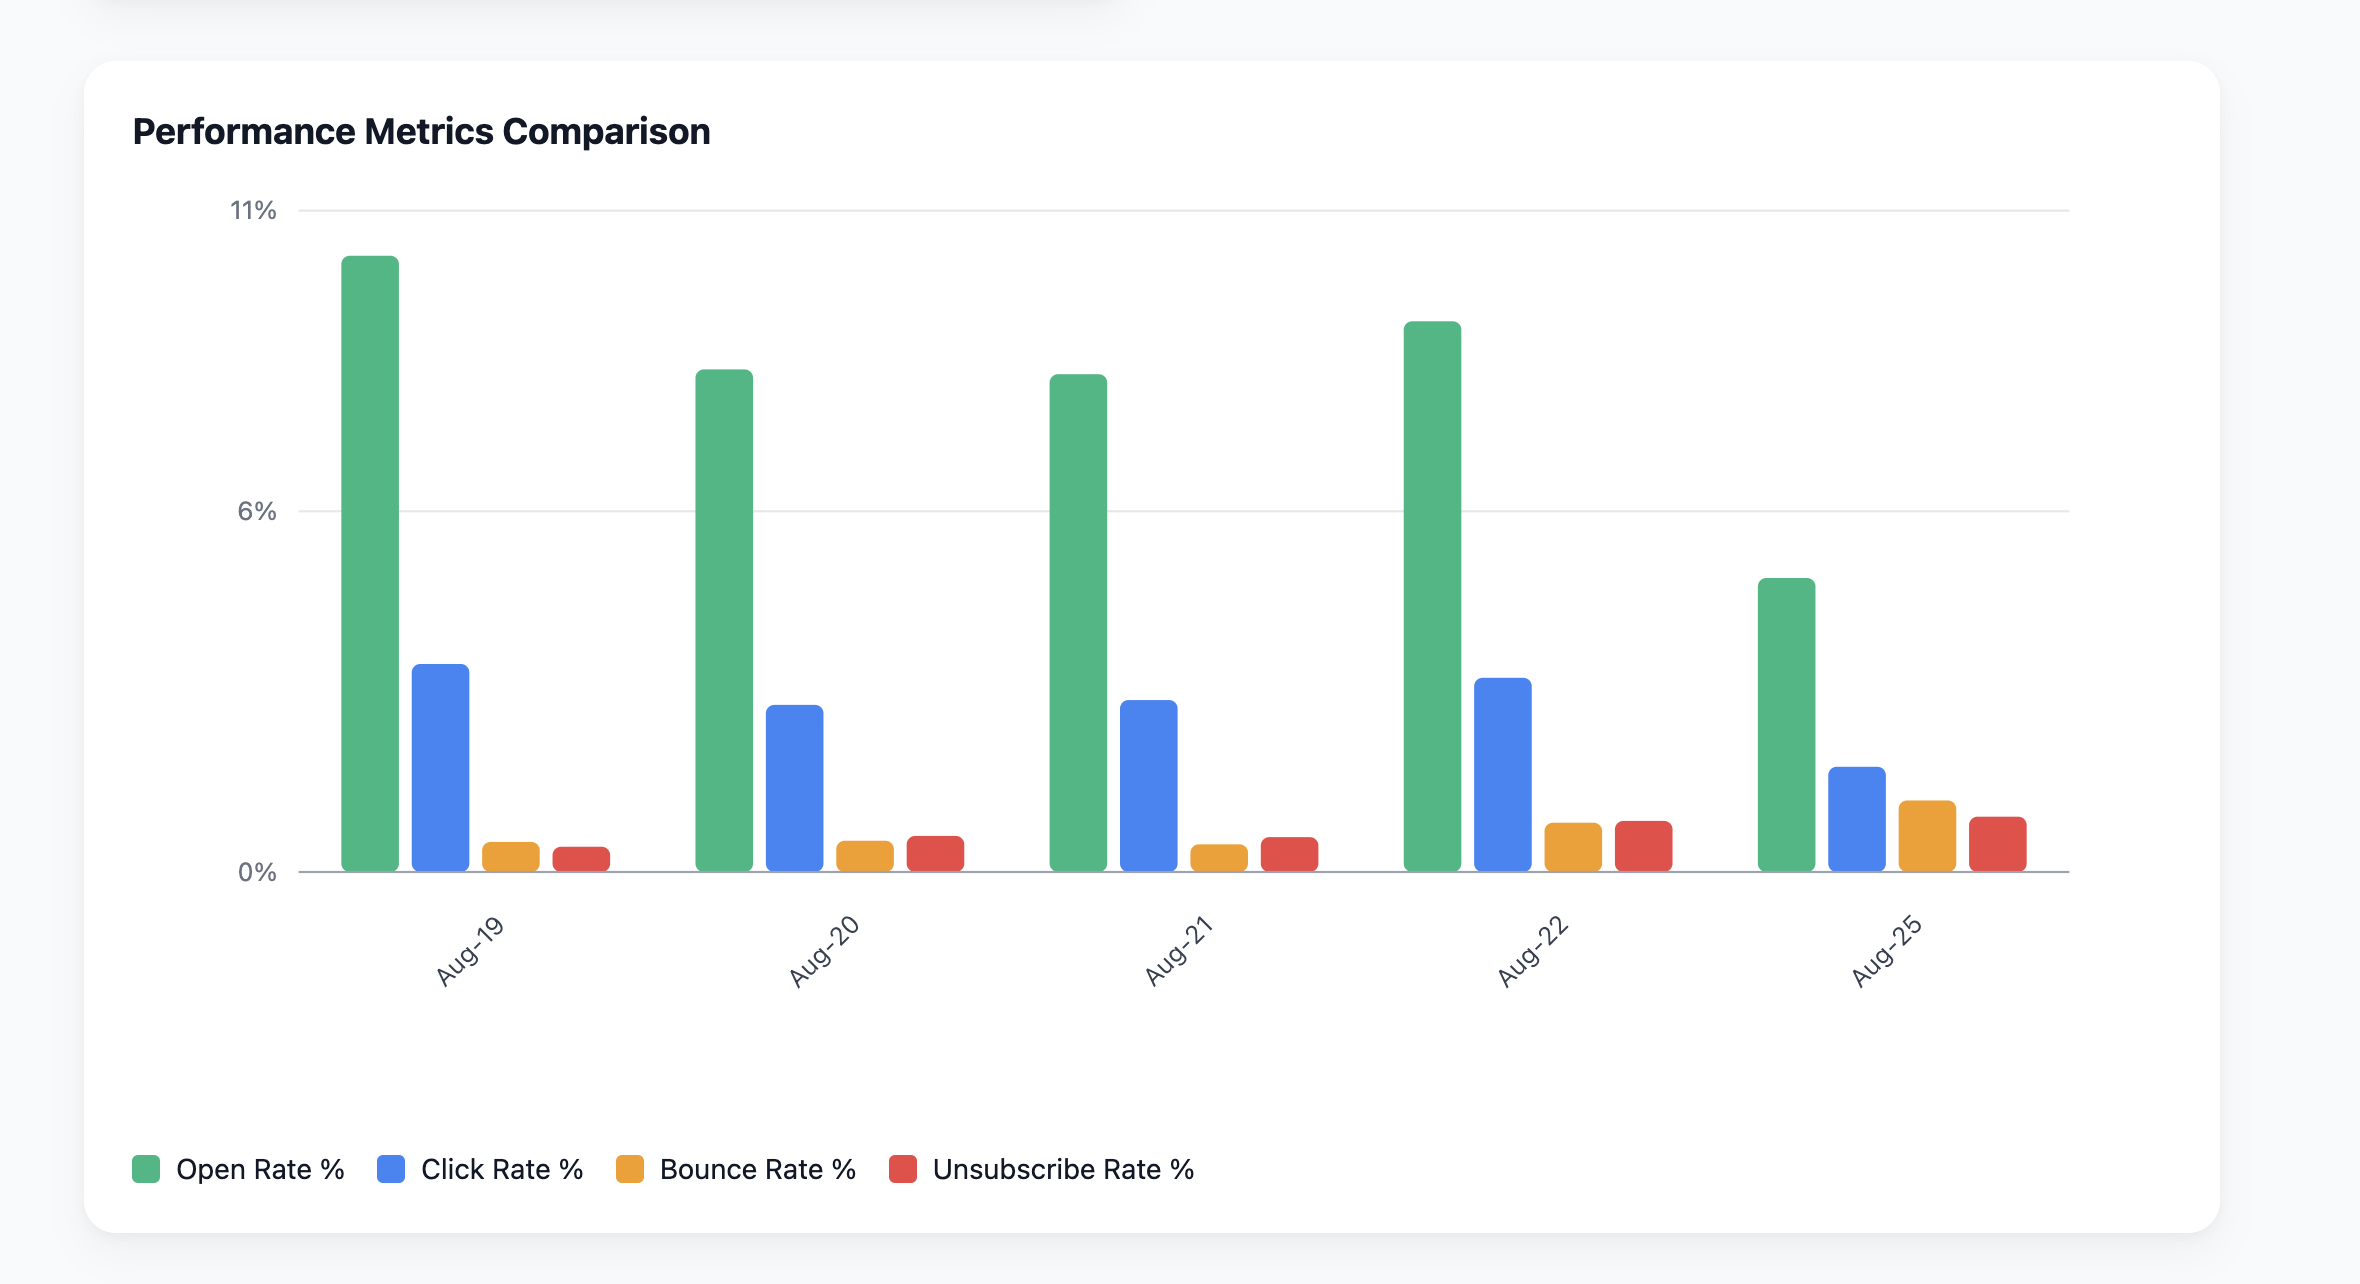 Performance Metrics Comparison
11%
6%
0%
Aug-19
Aug-20
Aug-21
Aug-22
Aug-25
Open Rate % Click Rate % Bounce Rate % Unsubscribe Rate %